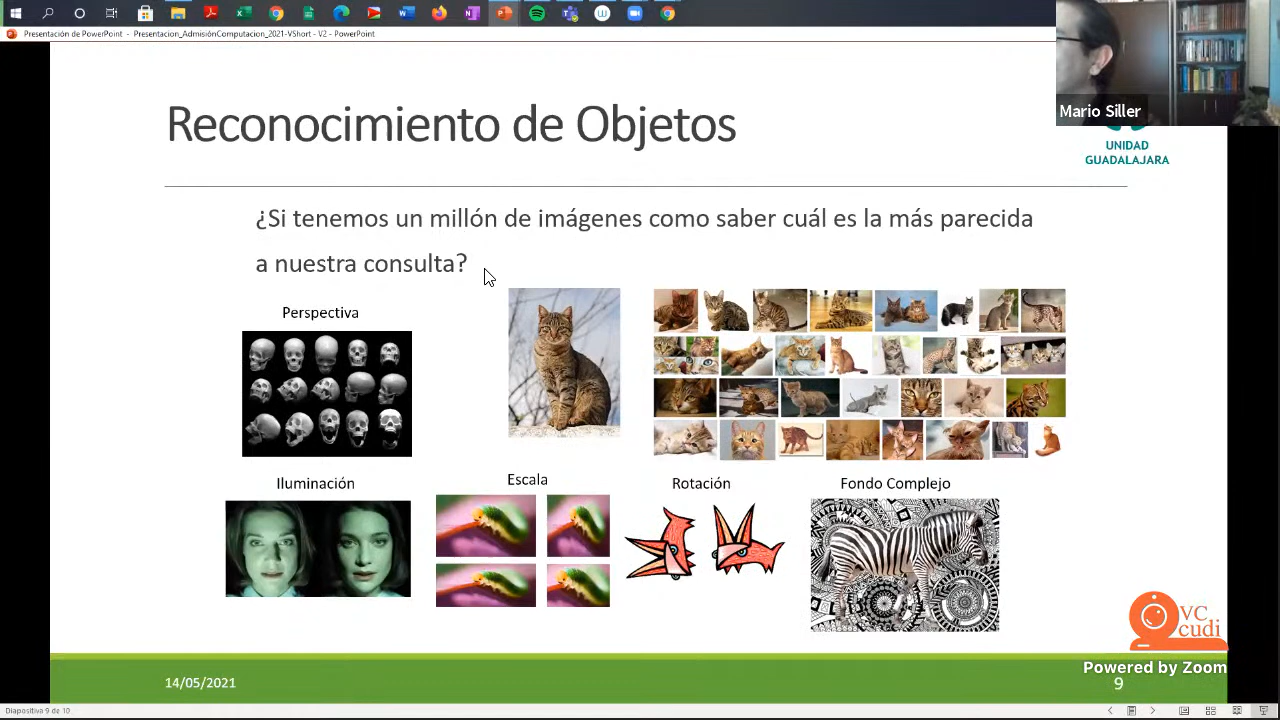 Presentación de PowerPoint - Presentacion_AdmisiónComputacion_2021-VShort - V2 - PowerPoint
Mario Siller
UNIDAD
GUADALAJARA
Reconocimiento de Objetos
¿Si tenemos un millón de imágenes como saber cuál es la más parecida
a nuestra consulta?
Perspectiva
Iluminación
Escala
Rotación
Fondo Complejo
VC
cudi
Powered by Zoom
14/05/2021
9
Diapositiva 9 de 10